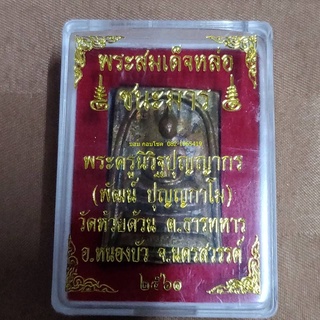 พระสมเด็จหล่อ
ชนะภาร
พระครูนิวิฐปุญญากร
(พัฒน์ ปุญญกาโม)
วัดห้วยด้วน ต.ธารทหาร
อ.หนองบัว จ.นครสวรรค์
๒๕๖๑